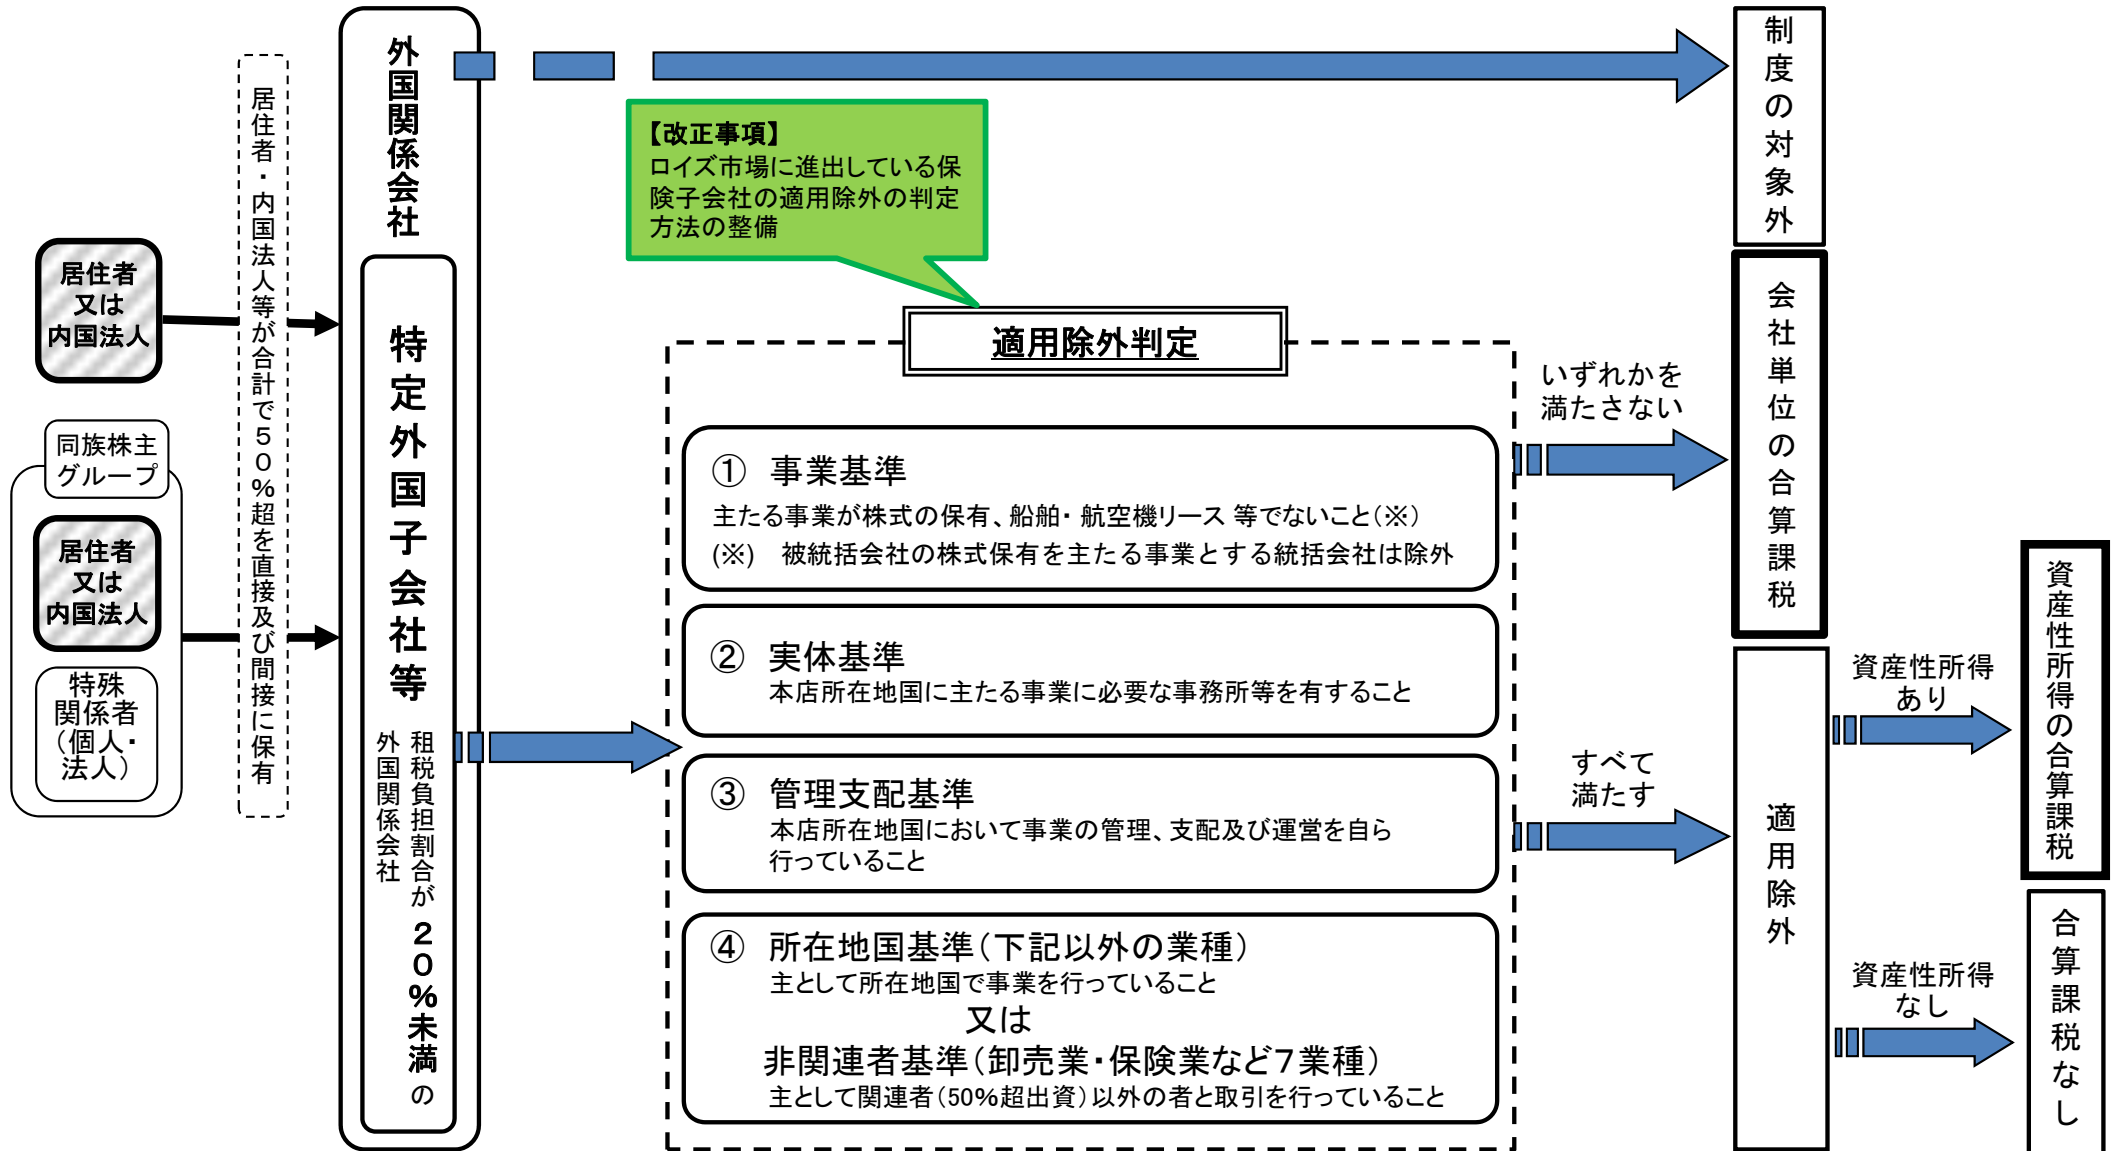 居住者
又は
内国法人
同族株主
グループ
居住者
又は
内国法人
特殊
関係者
（個人・
法人）
居住者・内国法人等が合計で５０％超を直接及び間接に保有
外国関係会社
特定外国子会社等
租税負担割合が２０％未満の
外国関係会社
【改正事項】
ロイズ市場に進出している保
険子会社の適用除外の判定
方法の整備
適用除外判定
① 事業基準
主たる事業が株式の保有、船舶・航空機リース等でないこと（※）
(※) 被統括会社の株式保有を主たる事業とする統括会社は除外
② 実体基準
本店所在地国に主たる事業に必要な事務所等を有すること
③ 管理支配基準
本店所在地国において事業の管理、支配及び運営を自ら
行っていること
④ 所在地国基準（下記以外の業種）
主として所在地国で事業を行っていること
又は
非関連者基準（卸売業・保険業など７業種）
主として関連者（50％超出資）以外の者と取引を行っていること
いずれかを
満たさない
すべて
満たす
制度の対象外
会社単位の合算課税
適用除外
資産性所得
あり
資産性所得
なし
資産性所得の合算課税
合算課税なし